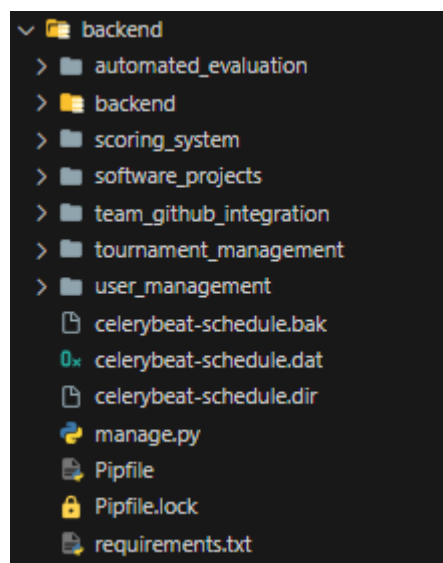 backend
automated_evaluation
backend
scoring_system
software_projects
team_github_integration
tournament_management
user_management
celerybeat-schedule.bak
celerybeat-schedule.dat
celerybeat-schedule.dir
manage.py
Pipfile
Pipfile.lock
requirements.txt